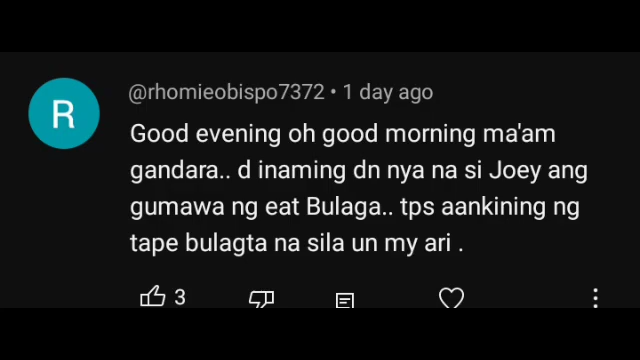 R
@rhomieobispo7372 • 1 day ago
Good evening oh good morning ma'am
gandara.. d inaming dn nya na si Joey ang
gumawa ng eat Bulaga.. tps aankining ng
tape bulagta na sila un my ari .
3